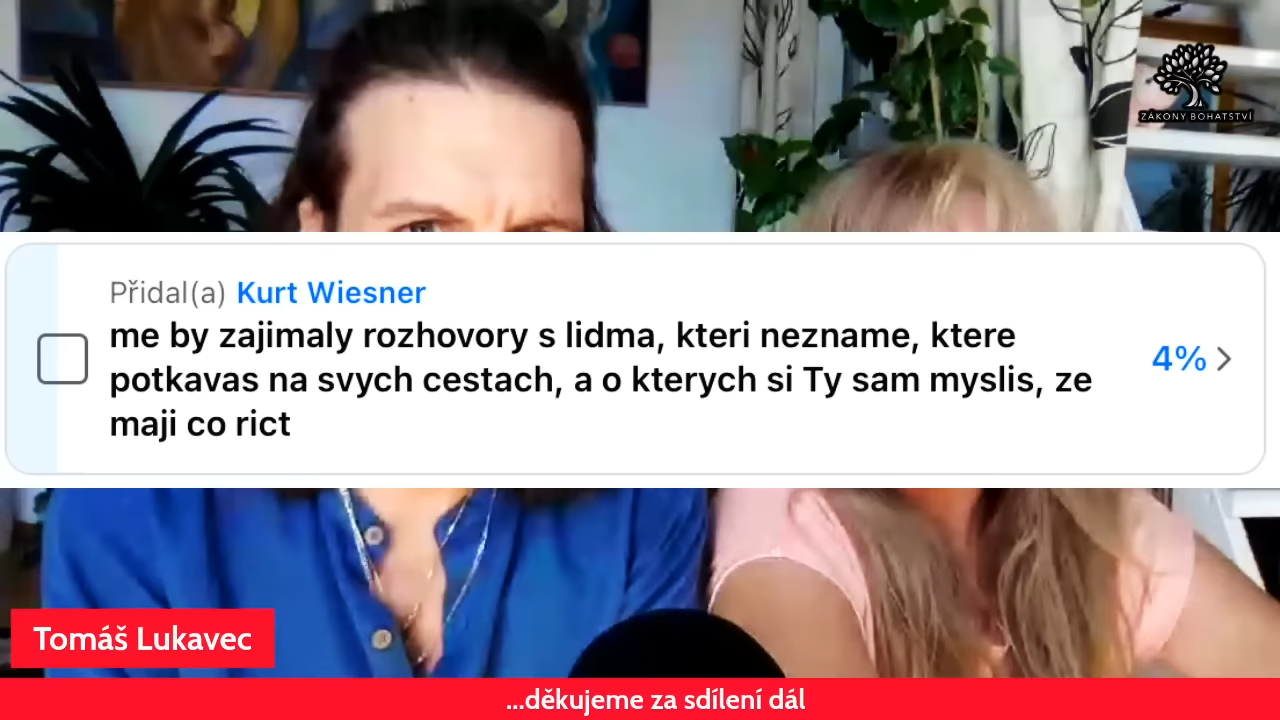 ZÁKONY BOHATSTVÍ
Přidal(a) Kurt Wiesner
me by zajimaly rozhovory s lidma, kteri nezname, ktere
potkavas na svych cestach, a o kterych si Ty sam myslis, ze
maji co rict
4%
Tomáš Lukavec
...děkujeme za sdílení dál